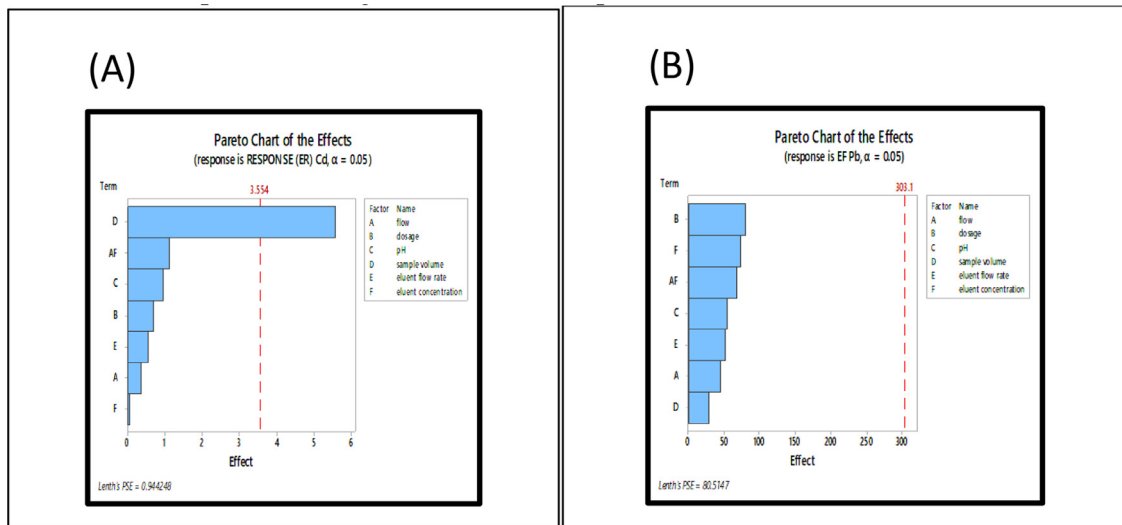 (A)
Pareto Chart of the Effects
(response is RESPONSE (ER) Cd, α = 0.05)
Term
3.554
D
AF
C
B
E
A
F
0 1 2 3 4 5 6
Effect
Lenth's PSE = 0.944248
Factor Name
A flow
B dosage
C pH
D sample volume
E eluent flow rate
F eluent concentration
(B)
Pareto Chart of the Effects
(response is EF Pb, α = 0.05)
Term
303.1
B
F
AF
C
E
A
D
0 50 100 150 200 250 300
Effect
Lenth's PSE = 80.5147
Factor Name
A flow
B dosage
C pH
D sample volume
E eluent flow rate
F eluent concentration